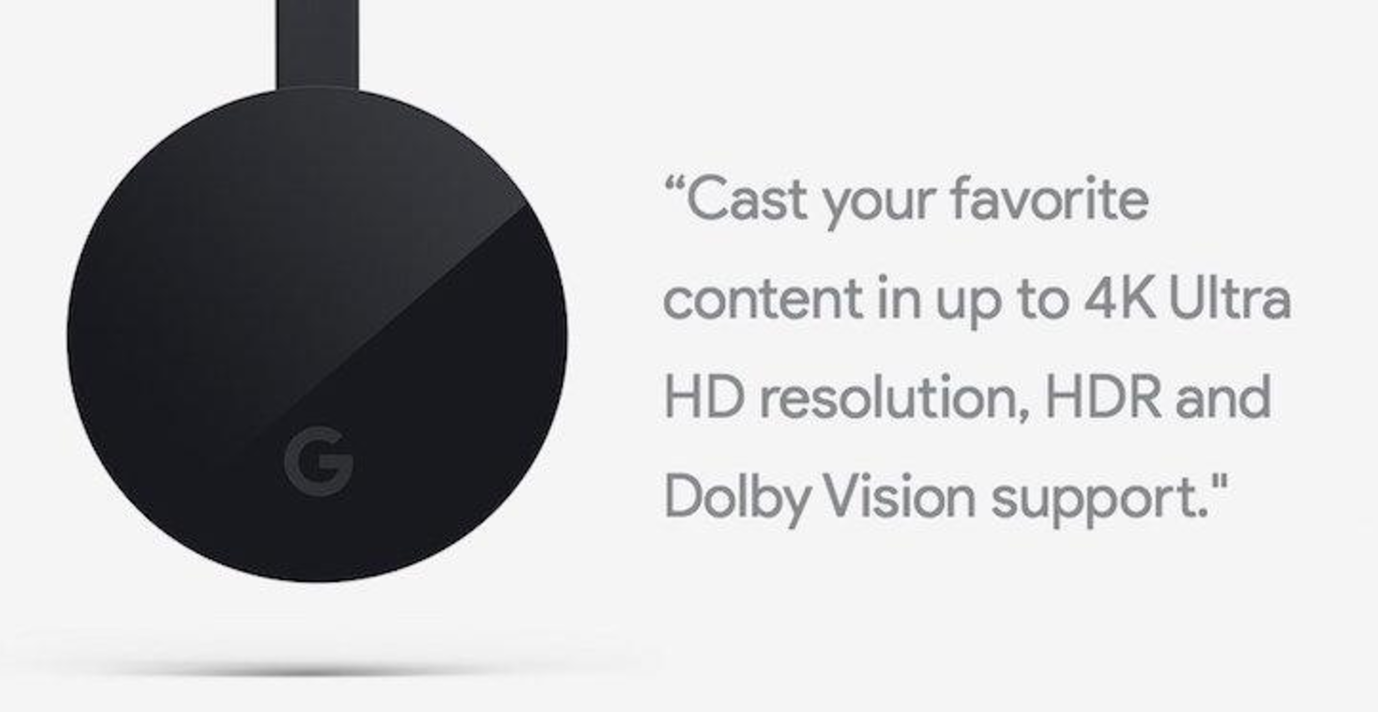 G
“Cast your favorite
content in up to 4K Ultra
HD resolution, HDR and
Dolby Vision support."